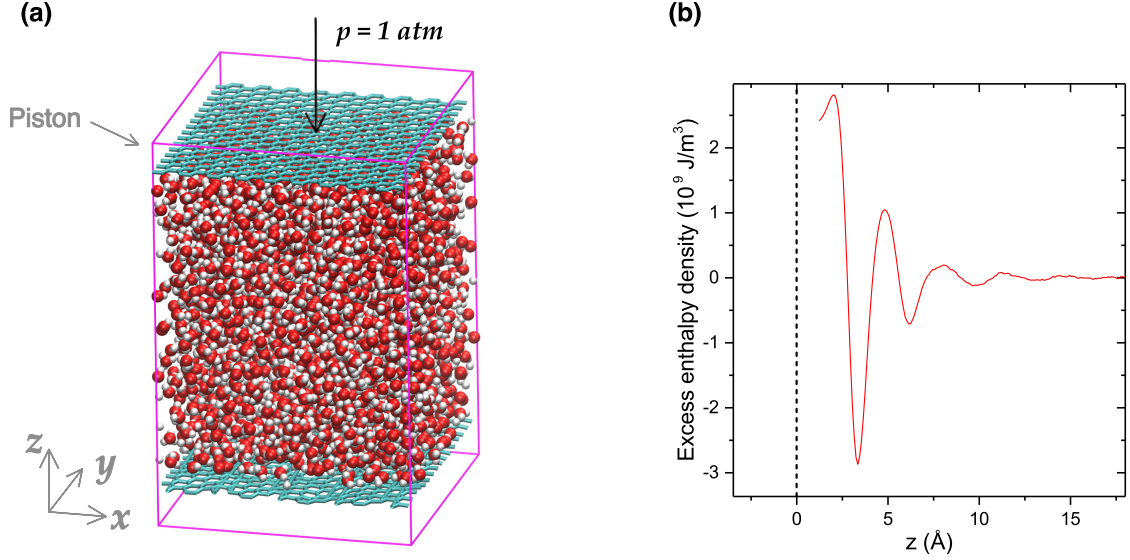 (a)
p = 1 atm
Piston
z
y
x
(b)
Excess enthalpy density (10⁹ J/m³)
2
1
0
-1
-2
-3
0
5
10
15
z (Å)